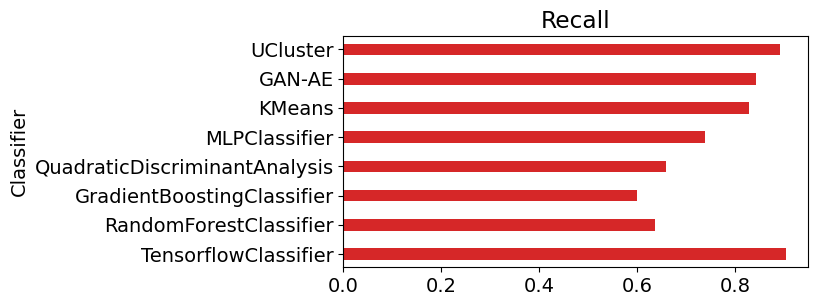 Recall
Classifier
UCluster
GAN-AE
KMeans
MLPClassifier
QuadraticDiscriminantAnalysis
GradientBoostingClassifier
RandomForestClassifier
TensorflowClassifier
0.0 0.2 0.4 0.6 0.8